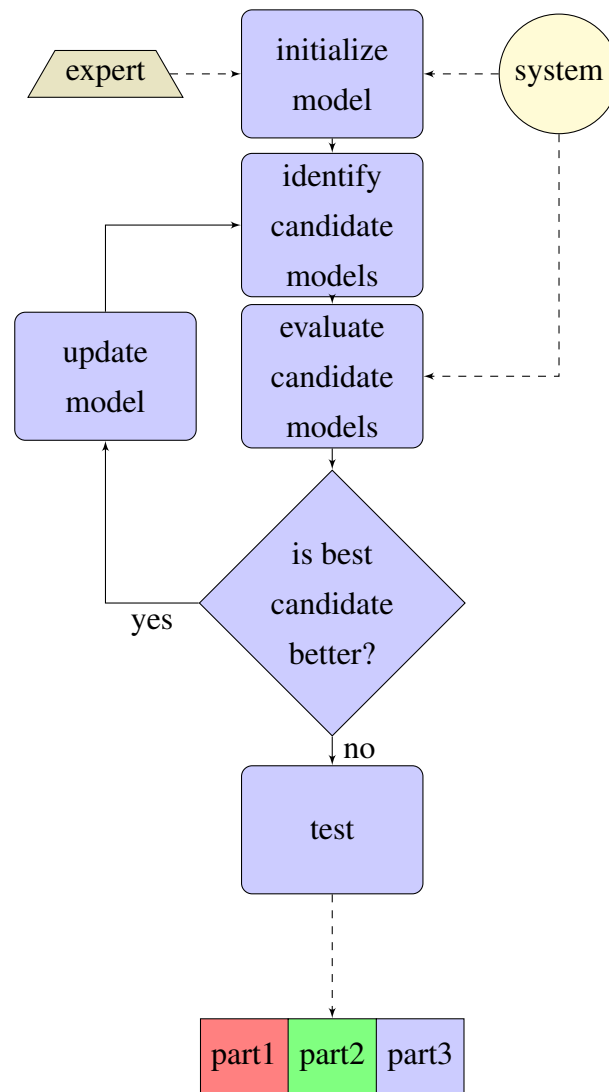 expert
initialize
model
system
identify
candidate
models
update
model
evaluate
candidate
models
is best
candidate
better?
yes
no
test
part1 part2 part3